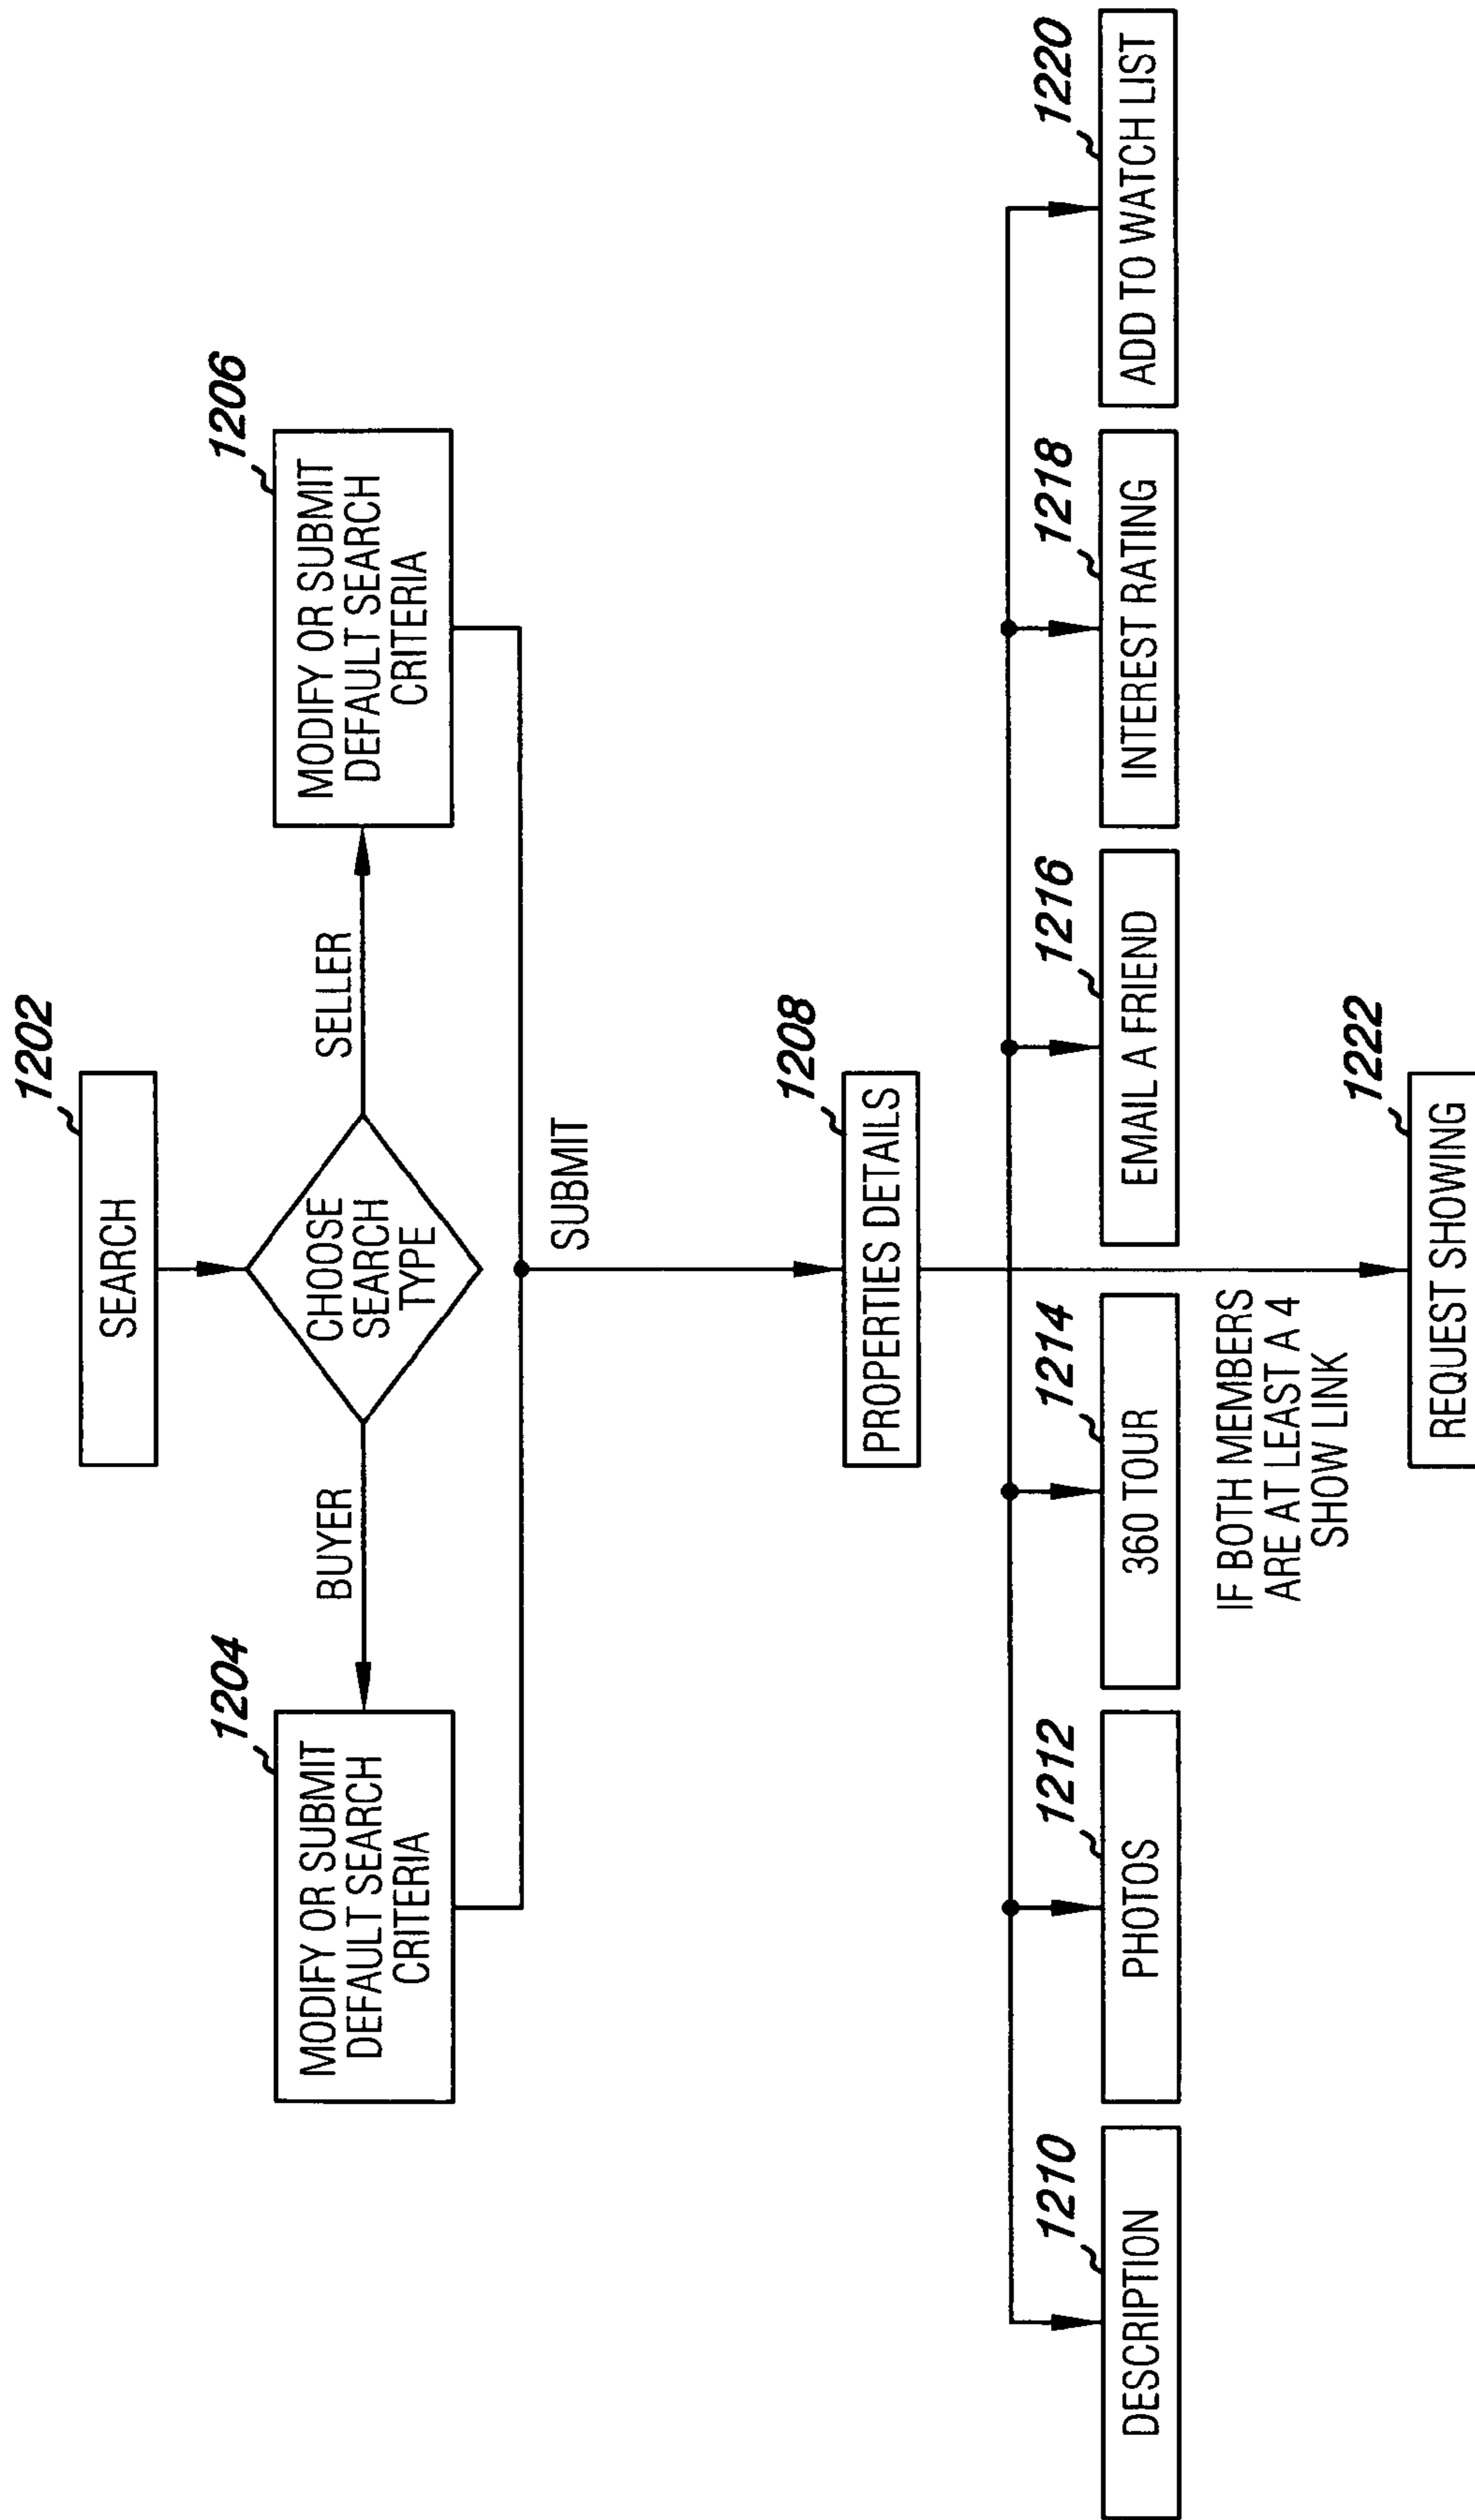 1202
SEARCH
CHOOSE
SEARCH
TYPE
BUYER
SELLER
1204
MODIFY OR SUBMIT
DEFAULT SEARCH
CRITERIA
1206
MODIFY OR SUBMIT
DEFAULT SEARCH
CRITERIA
SUBMIT
1208
PROPERTIES DETAILS
1210
DESCRIPTION
1212
PHOTOS
1214
360 TOUR
1216
EMAIL A FRIEND
1218
INTEREST RATING
1220
ADD TO WATCH LIST
IF BOTH MEMBERS
ARE AT LEAST A 4
SHOW LINK
1222
REQUEST SHOWING